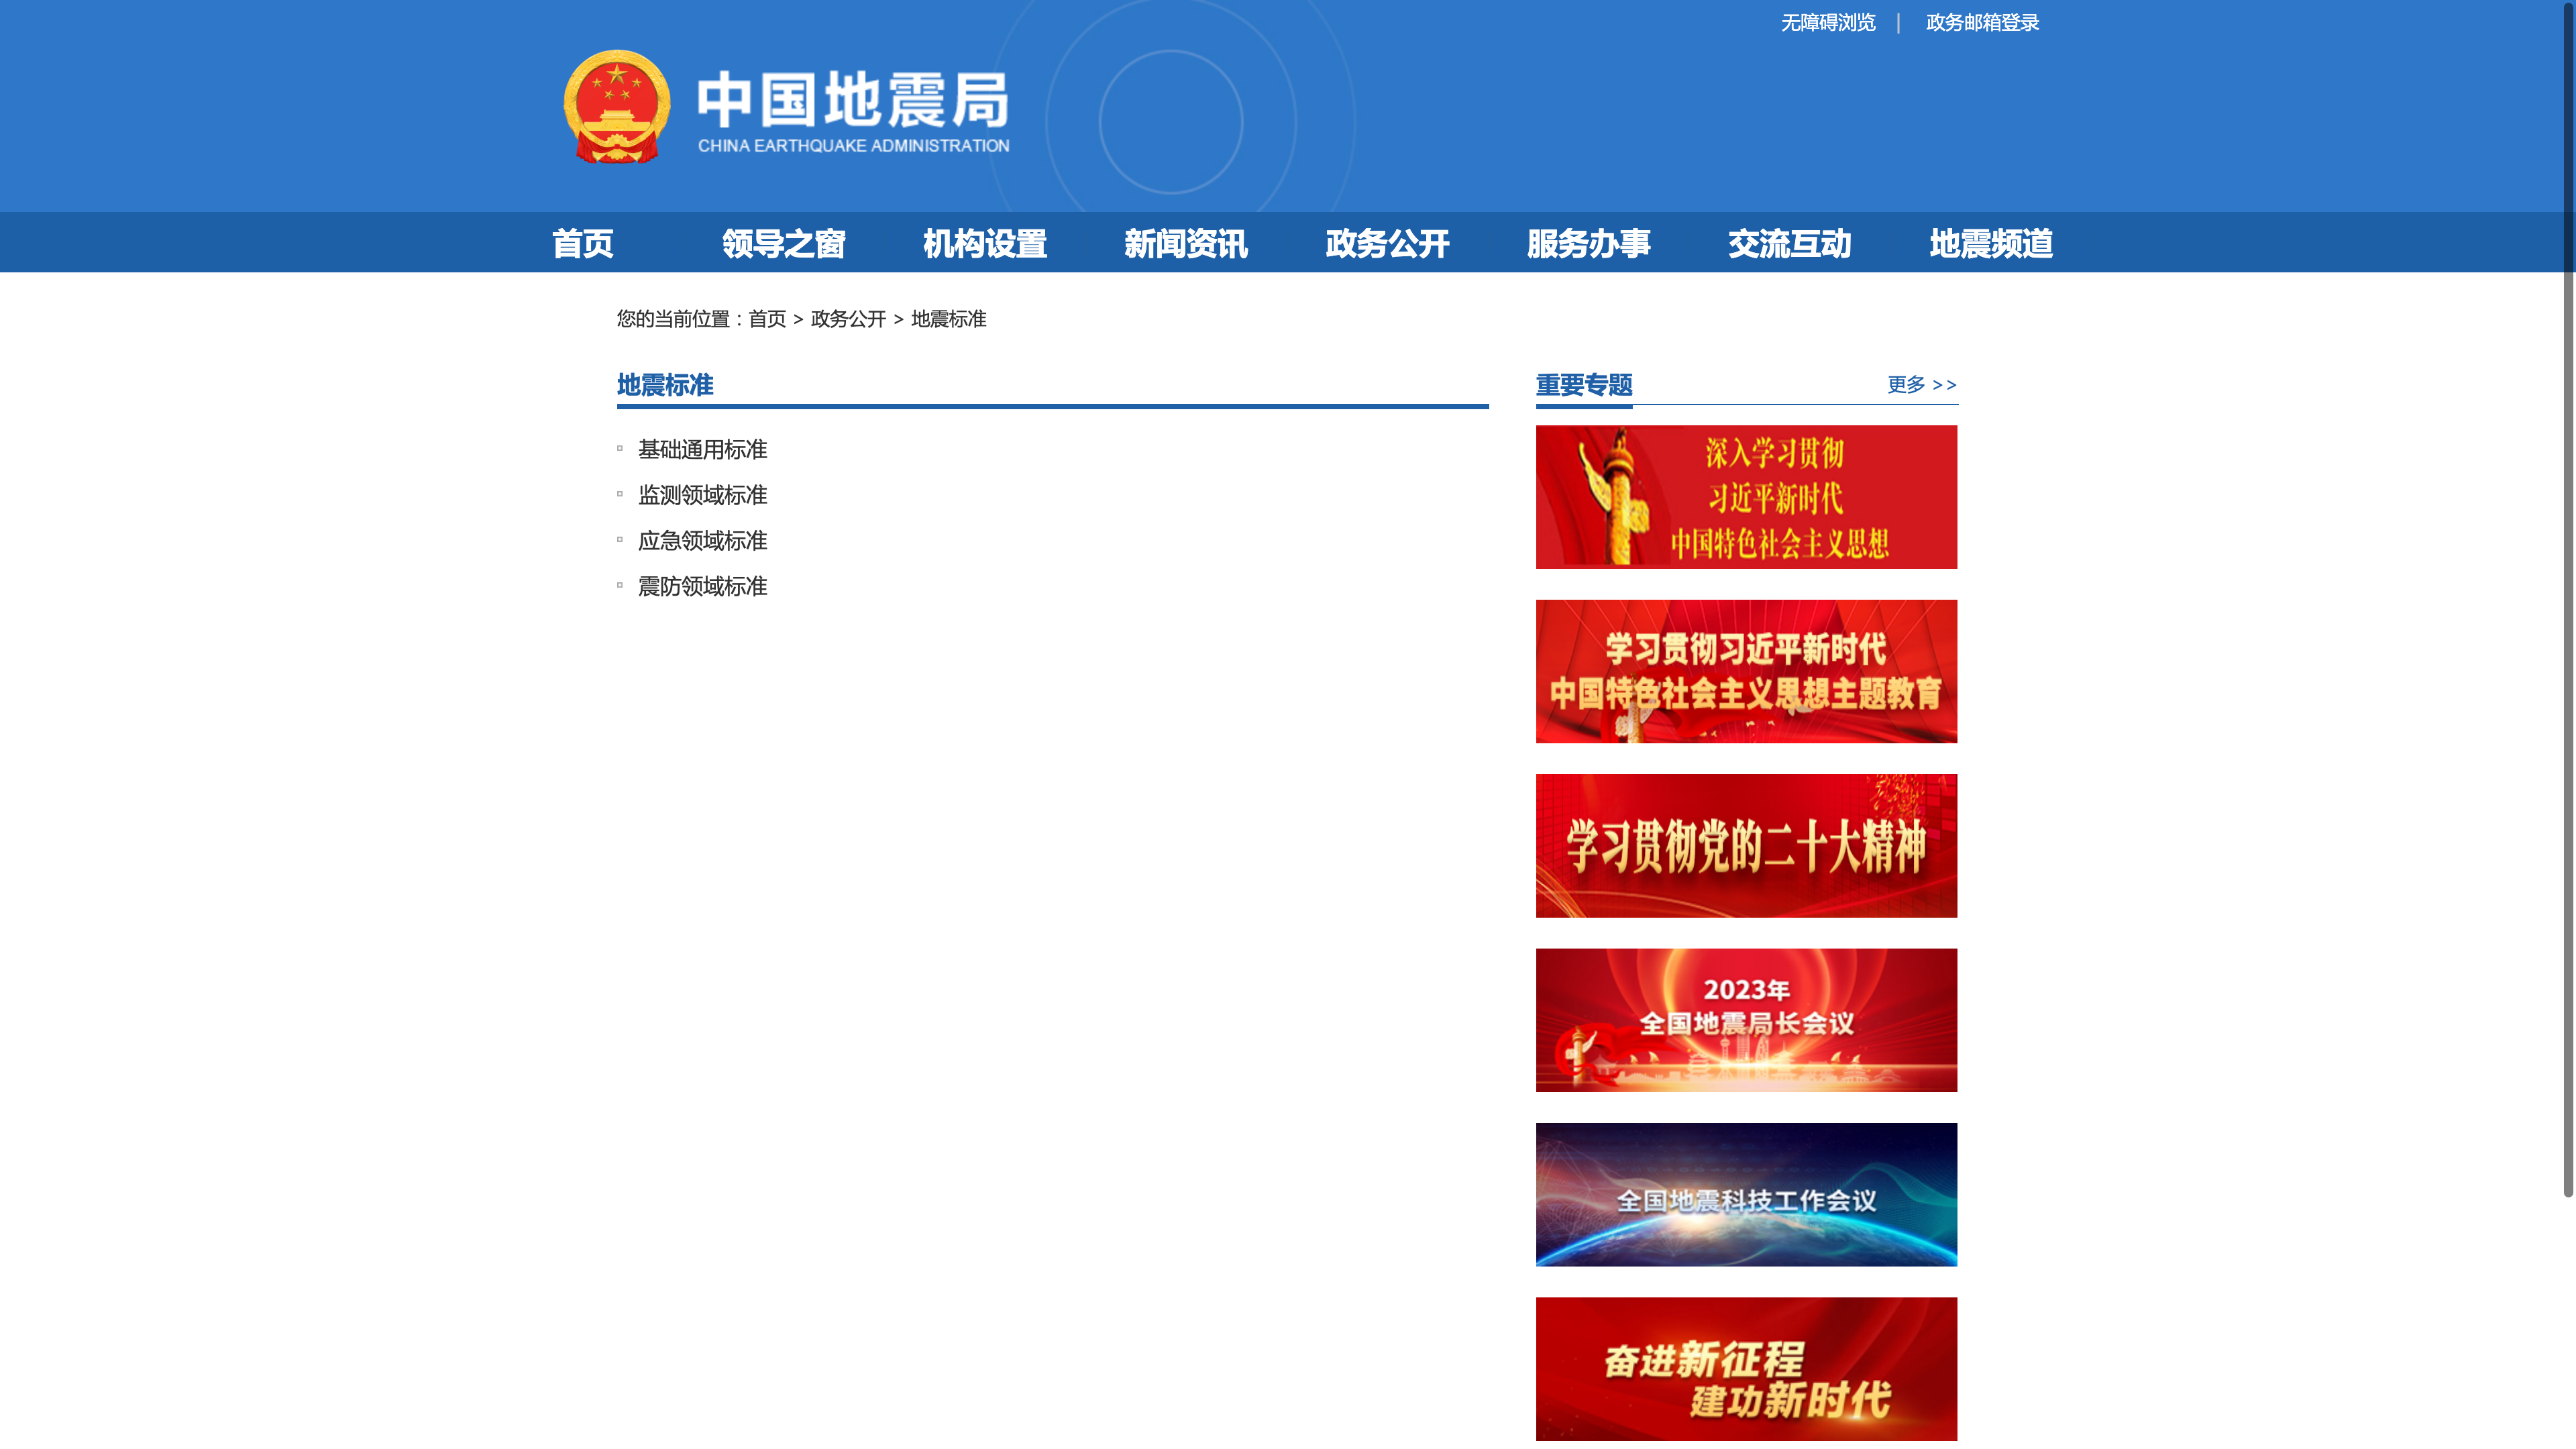 无障碍浏览 | 政务邮箱登录
中国地震局
CHINA EARTHQUAKE ADMINISTRATION
首页 领导之窗 机构设置 新闻资讯 政务公开 服务办事 交流互动 地震频道
您的当前位置：首页 > 政务公开 > 地震标准
地震标准
基础通用标准
监测领域标准
应急领域标准
震防领域标准
重要专题 更多 >>
深入学习贯彻
习近平新时代
中国特色社会主义思想
学习贯彻习近平新时代
中国特色社会主义思想主题教育
学习贯彻党的二十大精神
2023年
全国地震局长会议
全国地震科技工作会议
奋进新征程
建功新时代